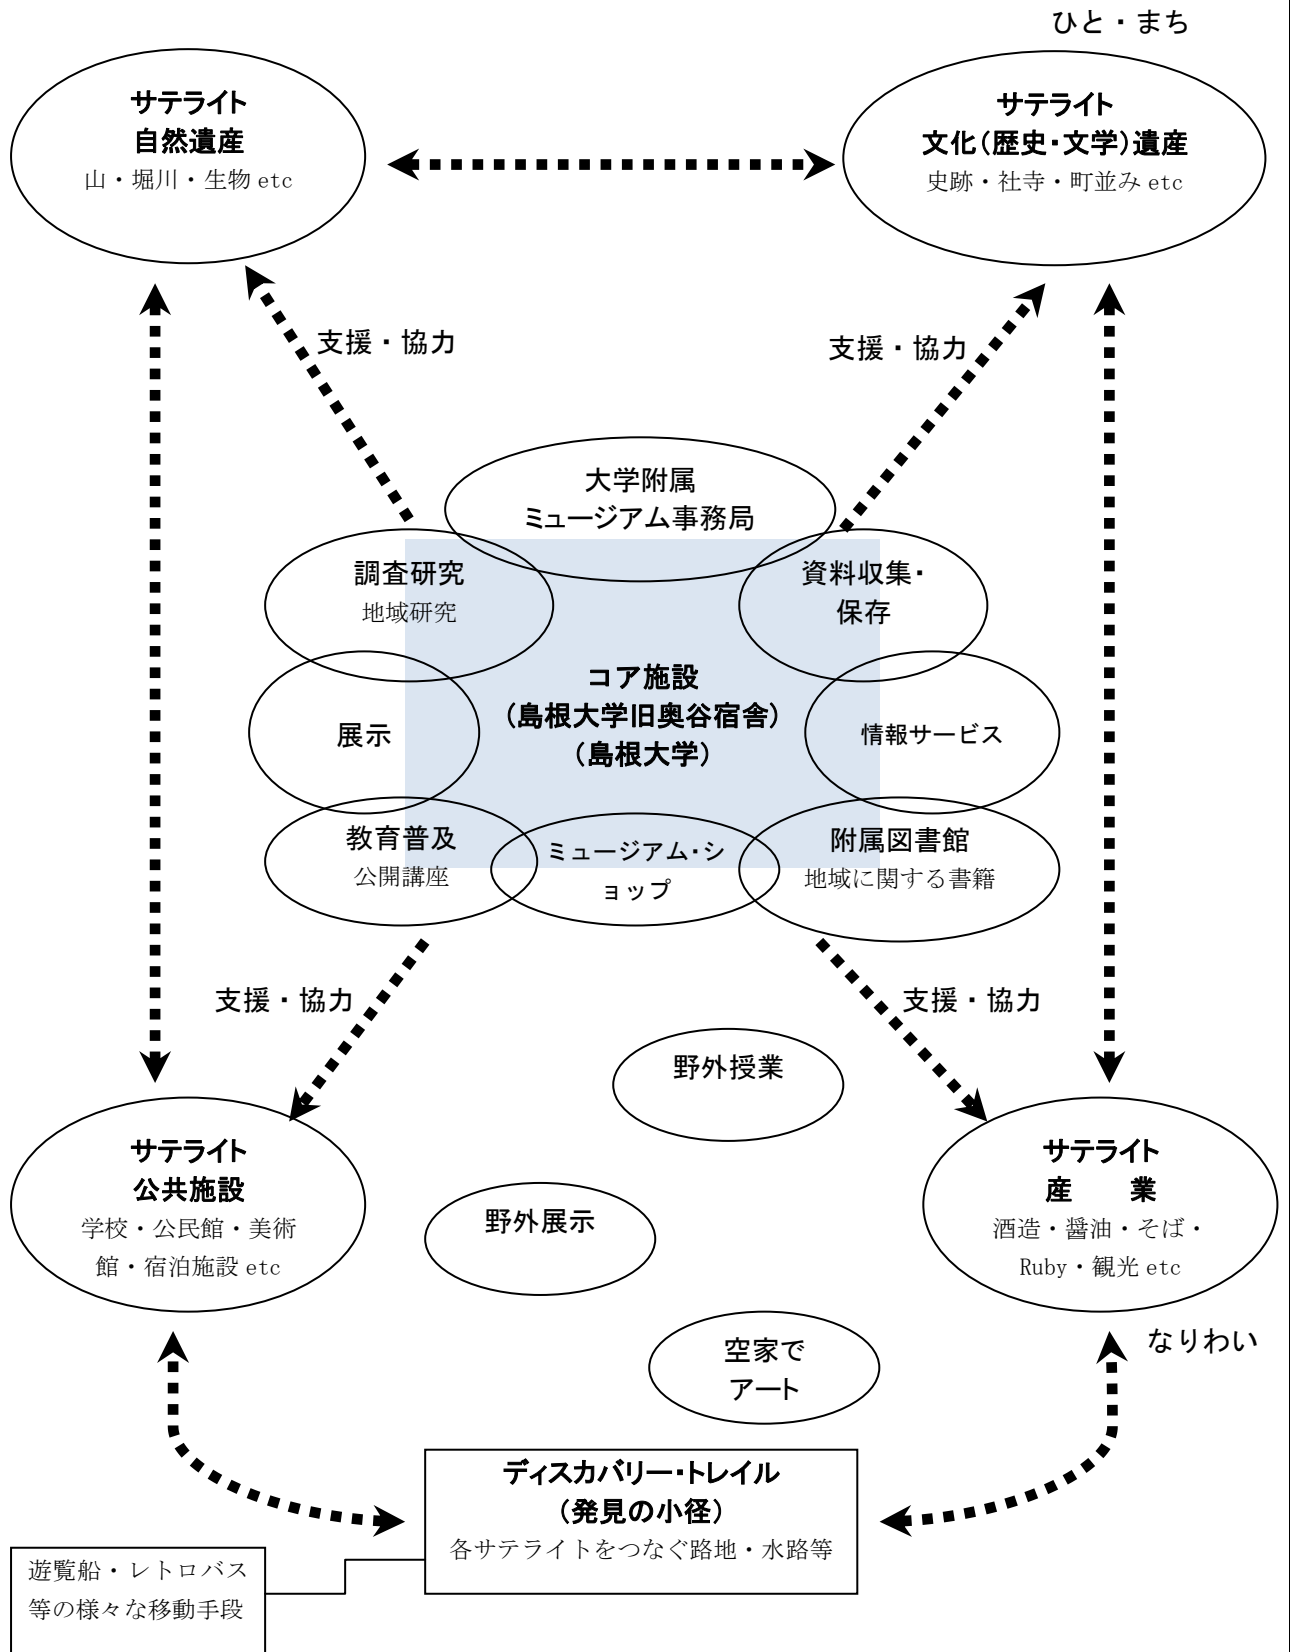 ひと・まち
サテライト
自然遺産
山・堀川・生物 etc
サテライト
文化(歴史・文学)遺産
史跡・社寺・町並み etc
支援・協力
支援・協力
大学附属
ミュージアム事務局
調査研究
地域研究
資料収集・
保存
コア施設
(島根大学旧奥谷宿舎)
(島根大学)
展示
情報サービス
教育普及
公開講座
ミュージアム・シ
ョップ
附属図書館
地域に関する書籍
支援・協力
支援・協力
野外授業
サテライト
公共施設
学校・公民館・美術
館・宿泊施設 etc
野外展示
サテライト
産　業
酒造・醤油・そば・
Ruby・観光 etc
なりわい
空家で
アート
ディスカバリー・トレイル
(発見の小径)
各サテライトをつなぐ路地・水路等
遊覧船・レトロバス
等の様々な移動手段